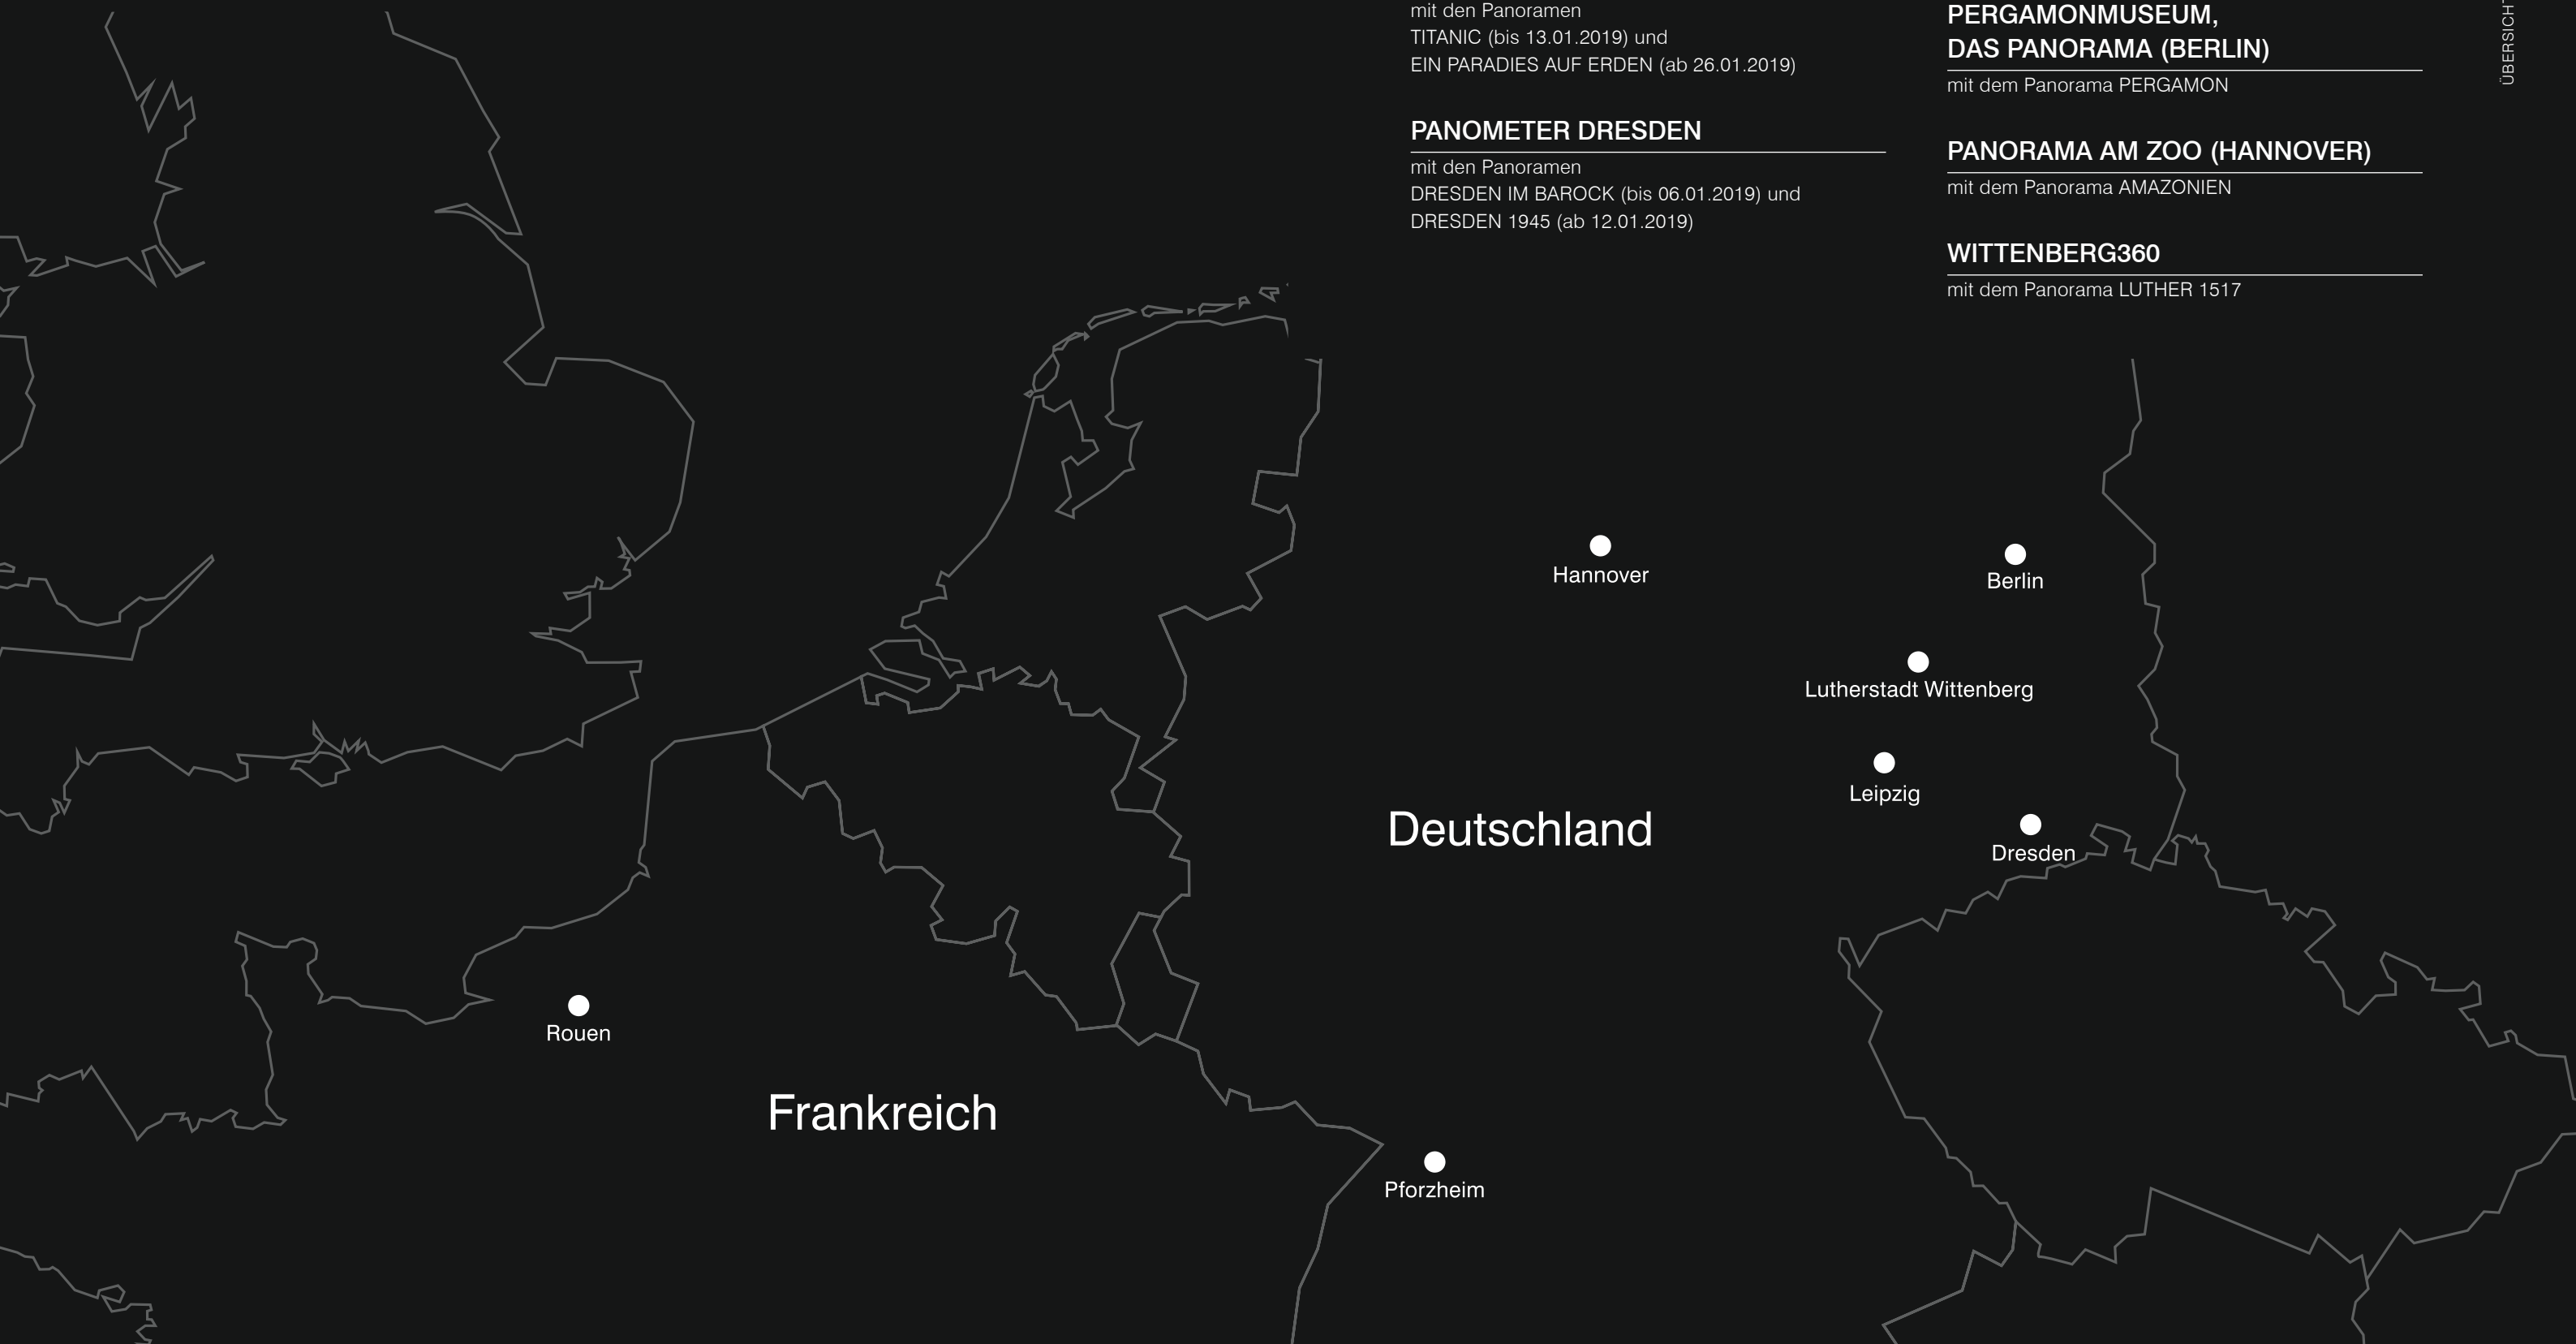 mit den Panoramen
TITANIC (bis 13.01.2019) und
EIN PARADIES AUF ERDEN (ab 26.01.2019)
PANOMETER DRESDEN
mit den Panoramen
DRESDEN IM BAROCK (bis 06.01.2019) und
DRESDEN 1945 (ab 12.01.2019)
PERGAMONMUSEUM,
DAS PANORAMA (BERLIN)
mit dem Panorama PERGAMON
PANORAMA AM ZOO (HANNOVER)
mit dem Panorama AMAZONIEN
WITTENBERG360
mit dem Panorama LUTHER 1517
Hannover
Berlin
Lutherstadt Wittenberg
Leipzig
Deutschland
Dresden
Rouen
Frankreich
Pforzheim